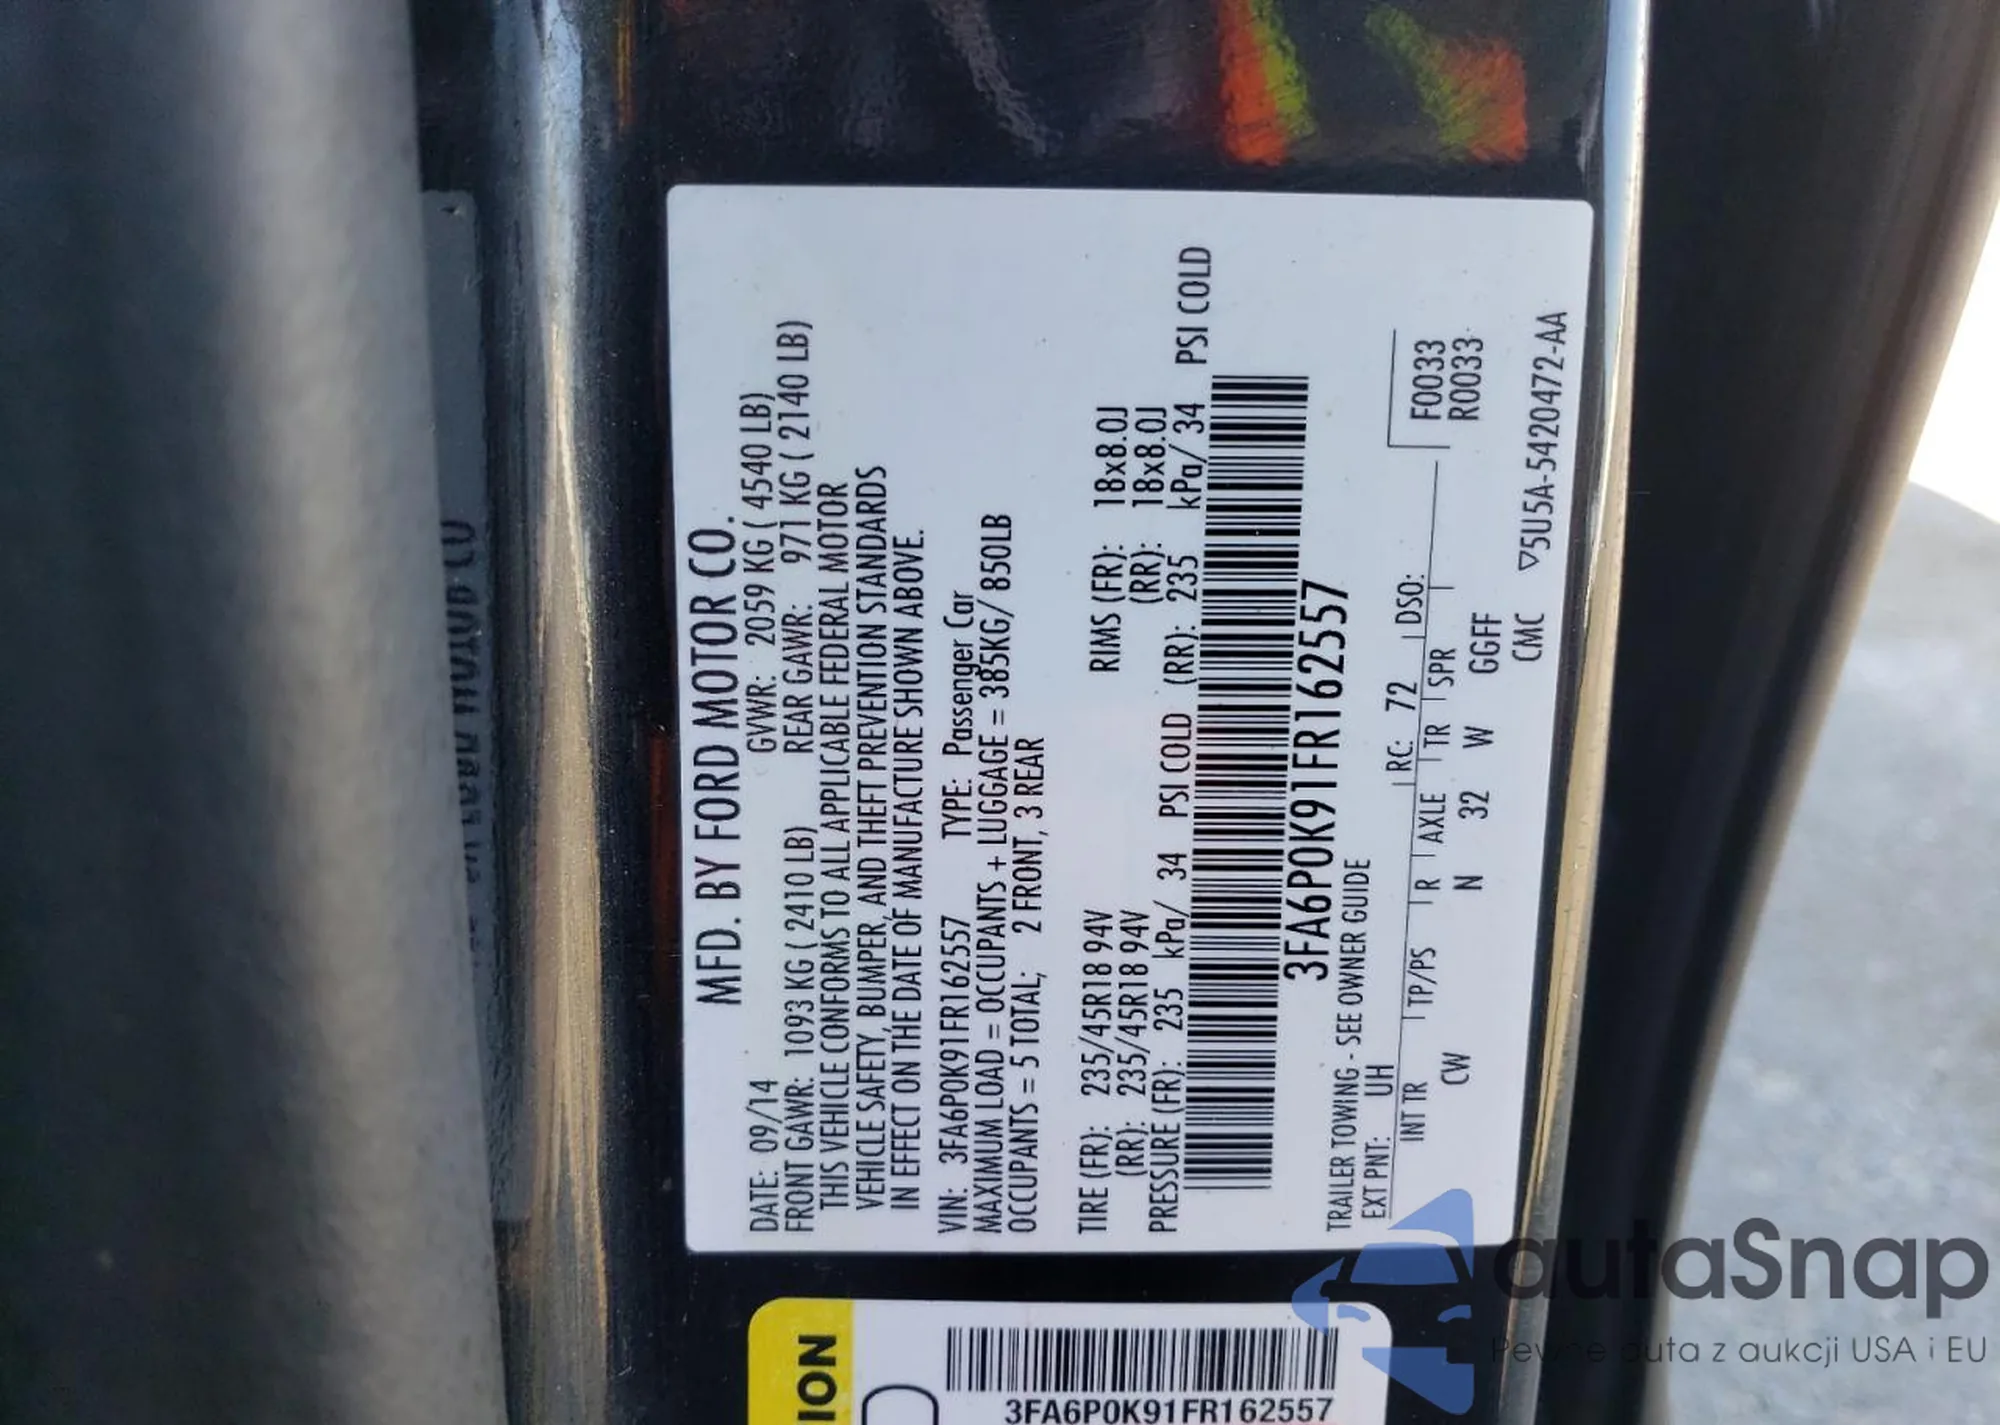 MFD. BY FORD MOTOR CO.
DATE: 09/14 GVWR: 2059 KG ( 4540 LB)
FRONT GAWR: 1093 KG ( 2410 LB) REAR GAWR: 971 KG ( 2140 LB)
THIS VEHICLE CONFORMS TO ALL APPLICABLE FEDERAL MOTOR
VEHICLE SAFETY, BUMPER, AND THEFT PREVENTION STANDARDS
IN EFFECT ON THE DATE OF MANUFACTURE SHOWN ABOVE.
VIN: 3FA6P0K91FR162557 TYPE: Passenger Car
MAXIMUM LOAD = OCCUPANTS + LUGGAGE = 385KG/ 850LB
OCCUPANTS = 5 TOTAL; 2 FRONT, 3 REAR
TIRE (FR): 235/45R18 94V RIMS (FR): 18x8.0J
(RR): 235/45R18 94V (RR): 18x8.0J
PRESSURE (FR): 235 kPa/ 34 PSI COLD (RR): 235 kPa/ 34 PSI COLD
3FA6P0K91FR162557
TRAILER TOWING - SEE OWNER GUIDE
EXT PNT: UH RC: 72 DSO: F0033
INT TR TP/PS R AXLE TR SPR R0033
CW N 32 W GGFF
CMC ▽5U5A-5420472-AA
ION
3FA6P0K91FR162557
autaSnap
Pewne auta z aukcji USA i EU